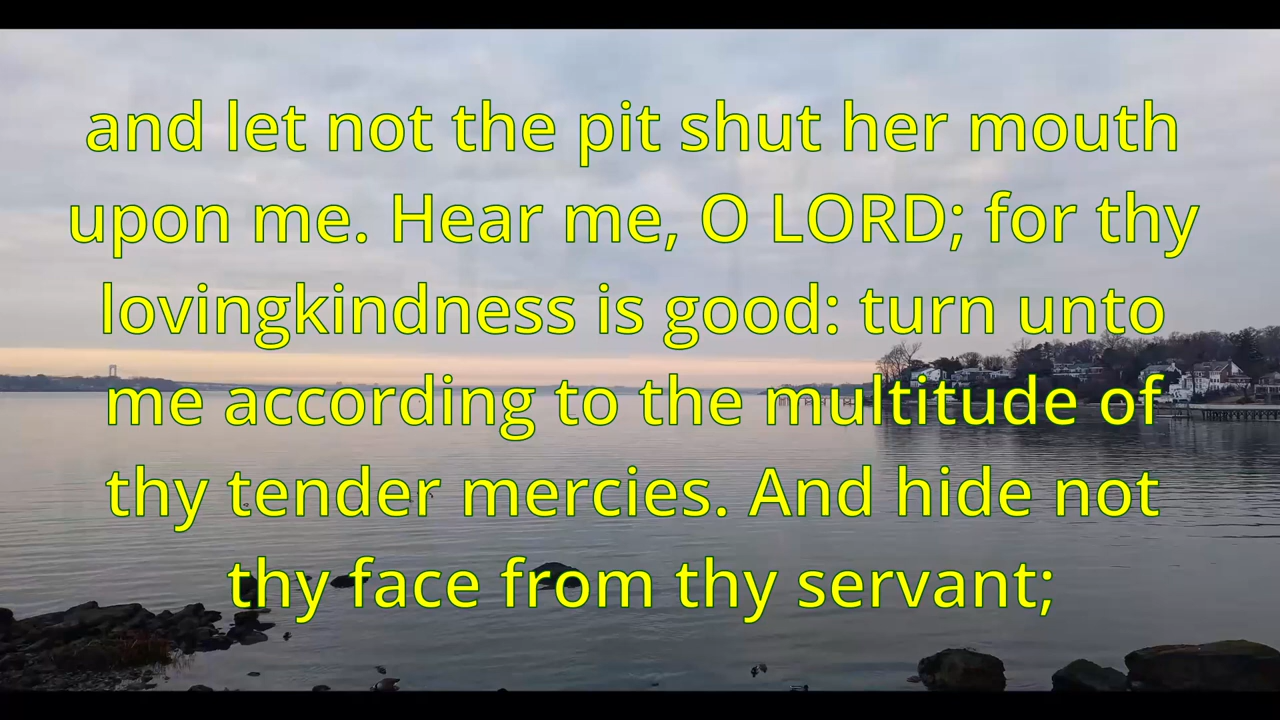 and let not the pit shut her mouth
upon me. Hear me, O LORD; for thy
lovingkindness is good: turn unto
me according to the multitude of
thy tender mercies. And hide not
thy face from thy servant;